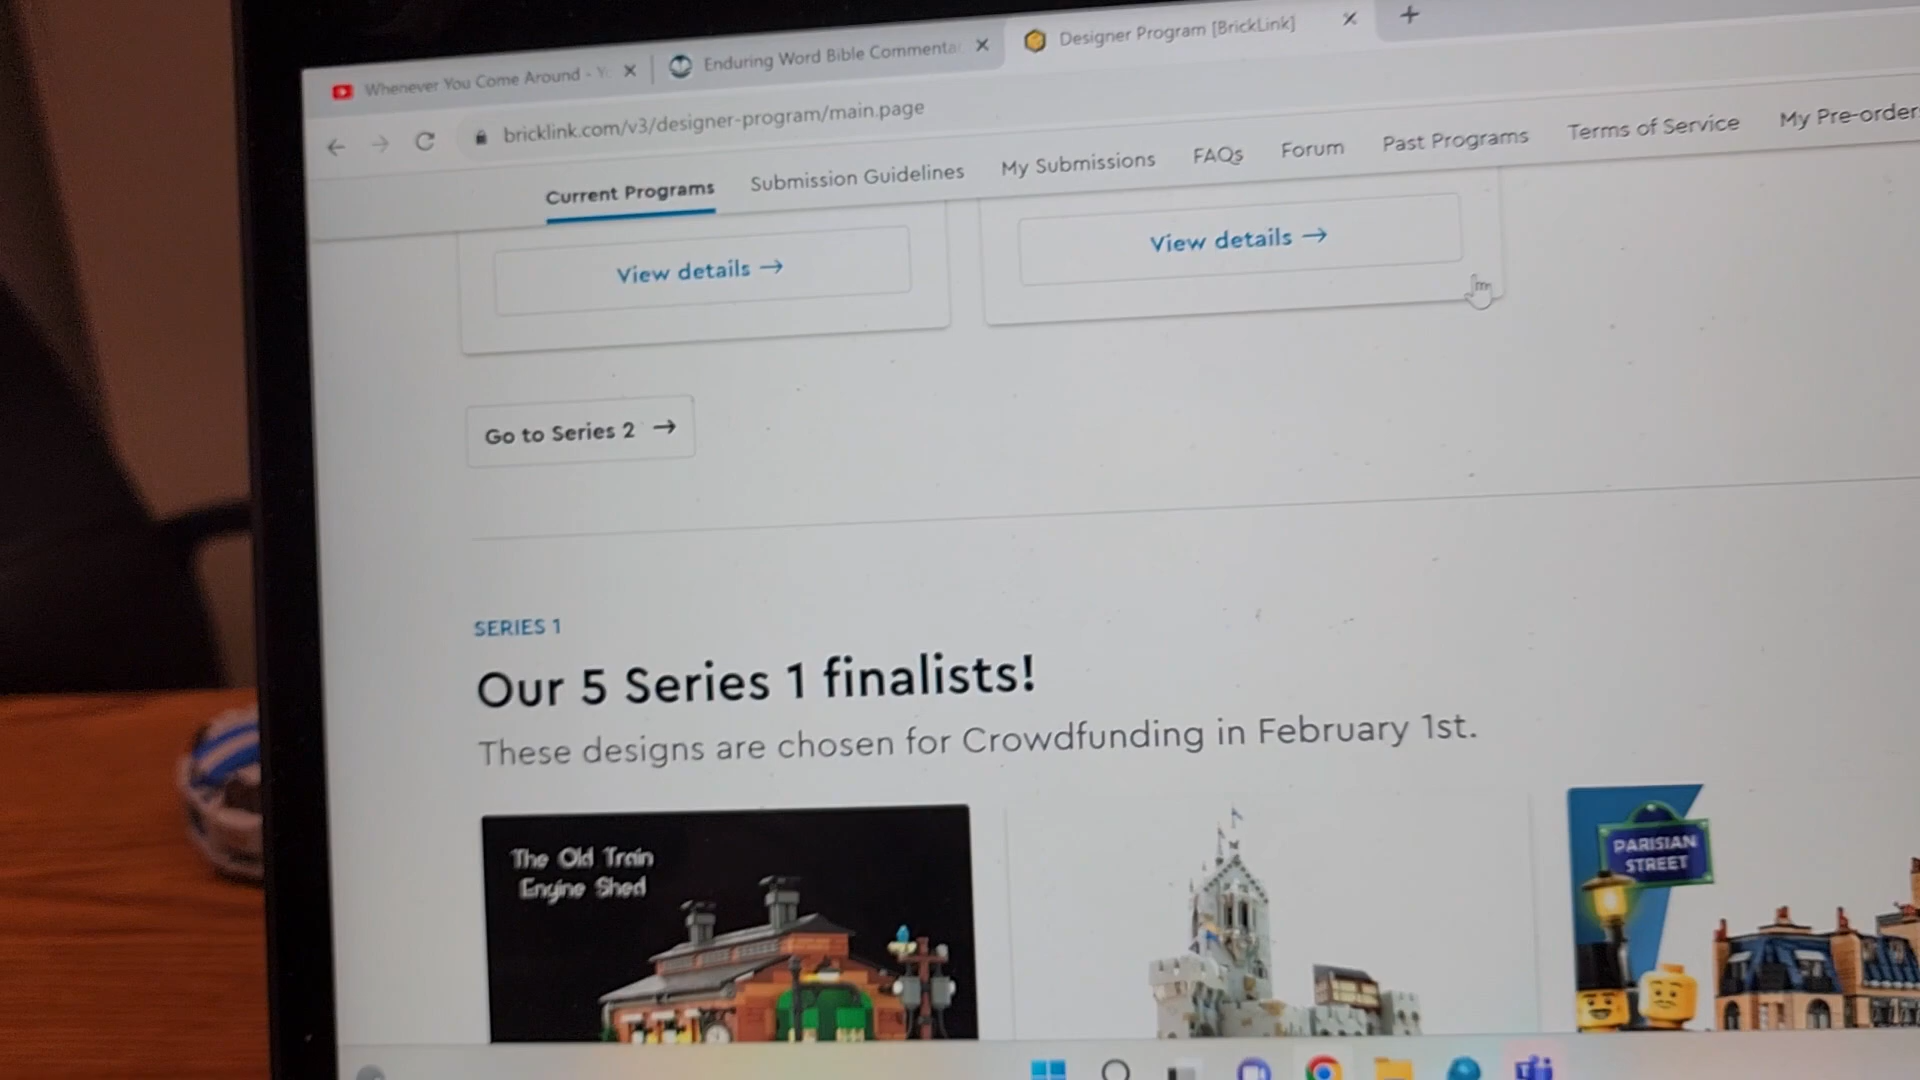 Whenever You Come Around - Y
Enduring Word Bible Commenta
Designer Program [BrickLink]
bricklink.com/v3/designer-program/main.page
Current Programs
Submission Guidelines
My Submissions
FAQs
Forum
Past Programs
Terms of Service
My Pre-order
View details →
View details →
Go to Series 2 →
SERIES 1
Our 5 Series 1 finalists!
These designs are chosen for Crowdfunding in February 1st.
The Old Train
Engine Shed
PARISIAN
STREET